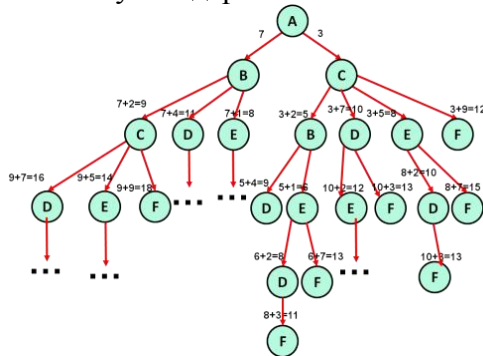 A
7 3
B C
7+2=9 7+4=11 7+1=8 3+2=5 3+7=10 3+5=8 3+9=12
C D E B D E F
9+7=16 9+5=14 9+9=18 5+4=9 5+1=6 10+2=12 10+3=13 8+2=10 8+7=15
D E F ... ... D E E F D F
... ... 6+2=8 6+7=13 ... 10+3=13
D F F
8+3=11
F